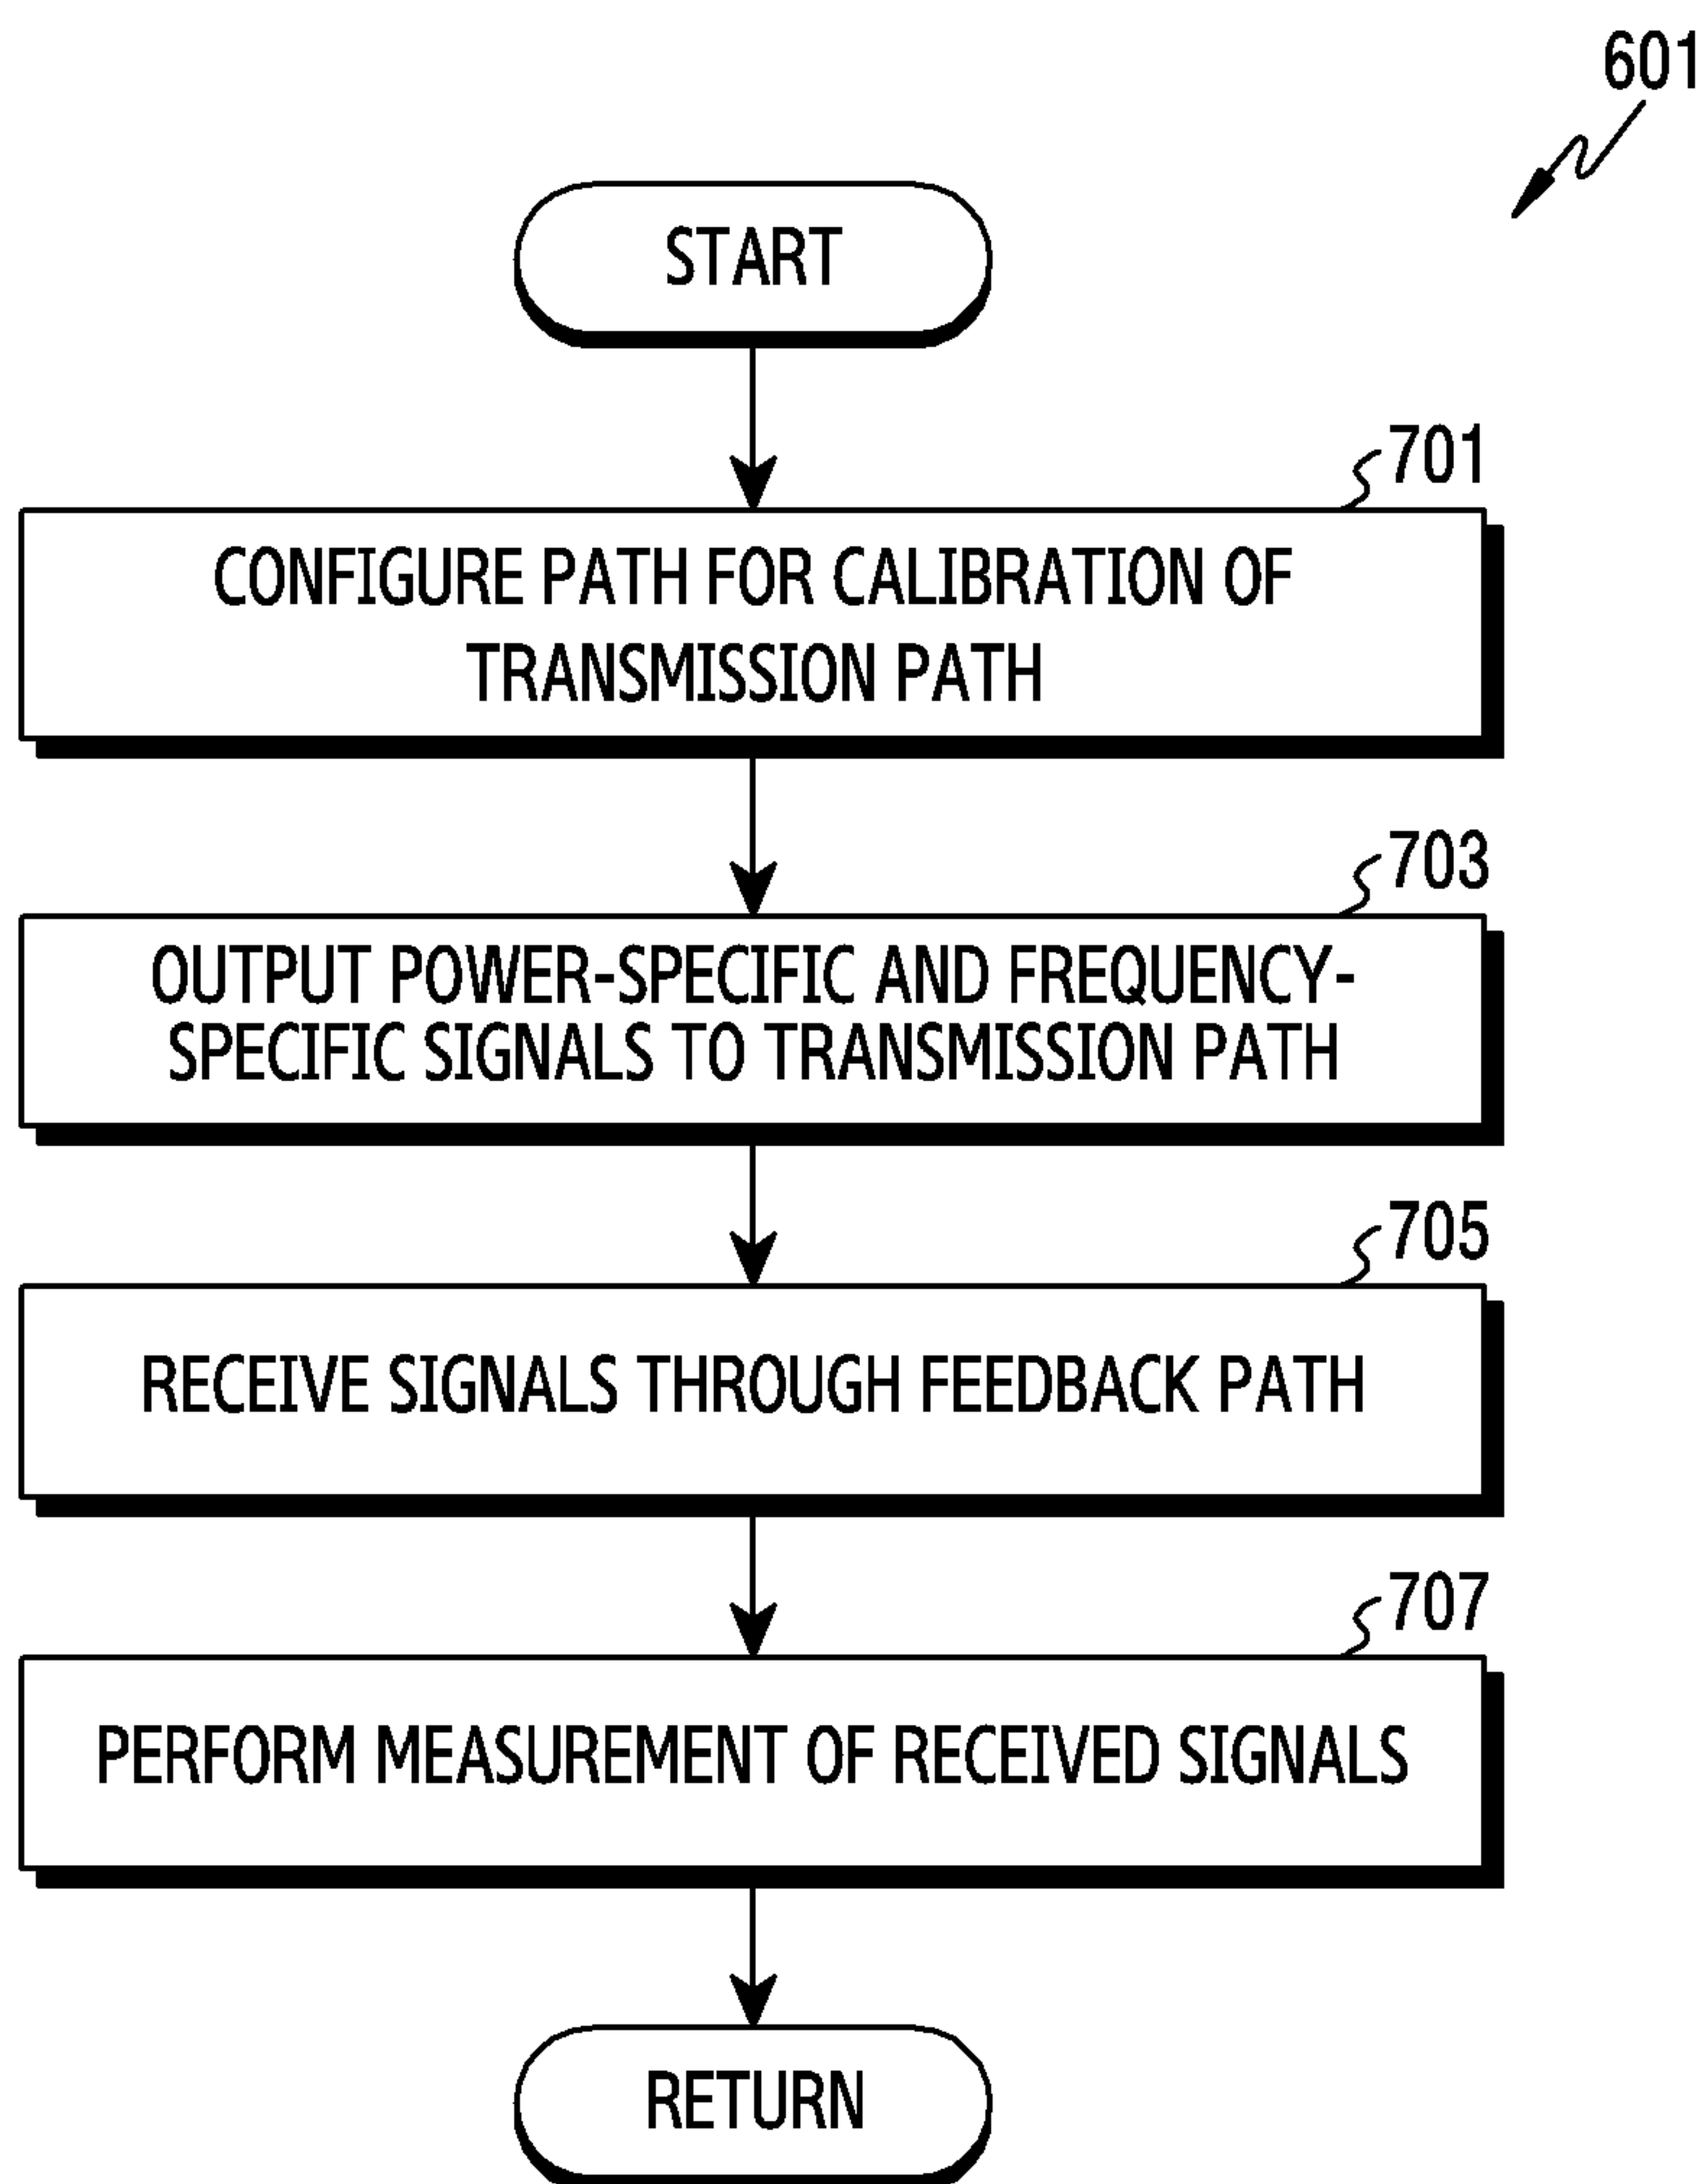 601
START
701
CONFIGURE PATH FOR CALIBRATION OF
TRANSMISSION PATH
703
OUTPUT POWER-SPECIFIC AND FREQUENCY-
SPECIFIC SIGNALS TO TRANSMISSION PATH
705
RECEIVE SIGNALS THROUGH FEEDBACK PATH
707
PERFORM MEASUREMENT OF RECEIVED SIGNALS
RETURN